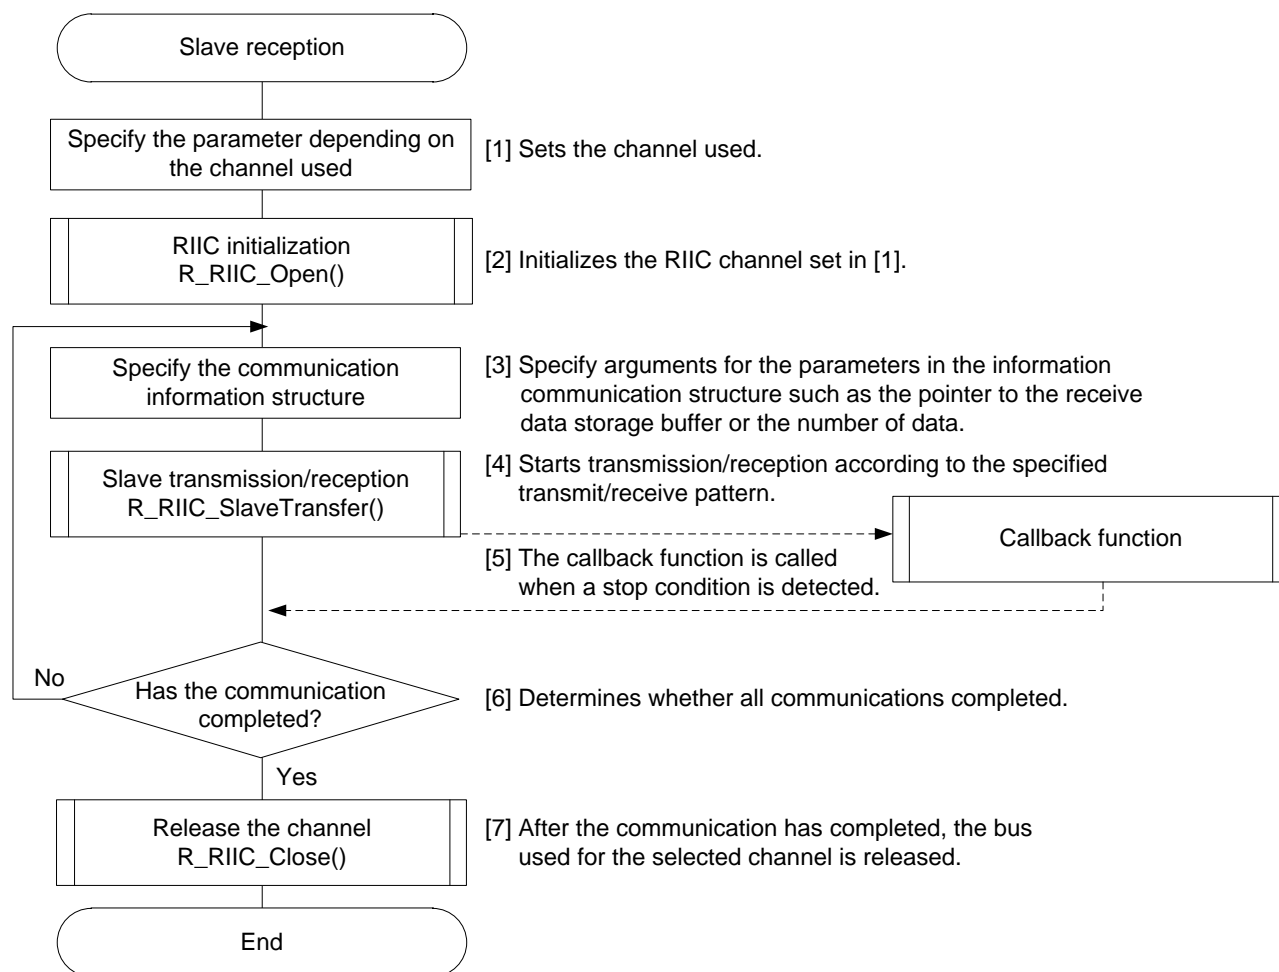 Slave reception
Specify the parameter depending on
the channel used
[1] Sets the channel used.
RIIC initialization
R_RIIC_Open()
[2] Initializes the RIIC channel set in [1].
Specify the communication
information structure
[3] Specify arguments for the parameters in the information
communication structure such as the pointer to the receive
data storage buffer or the number of data.
Slave transmission/reception
R_RIIC_SlaveTransfer()
[4] Starts transmission/reception according to the specified
transmit/receive pattern.
Callback function
[5] The callback function is called
when a stop condition is detected.
No
Has the communication
completed?
[6] Determines whether all communications completed.
Yes
Release the channel
R_RIIC_Close()
[7] After the communication has completed, the bus
used for the selected channel is released.
End